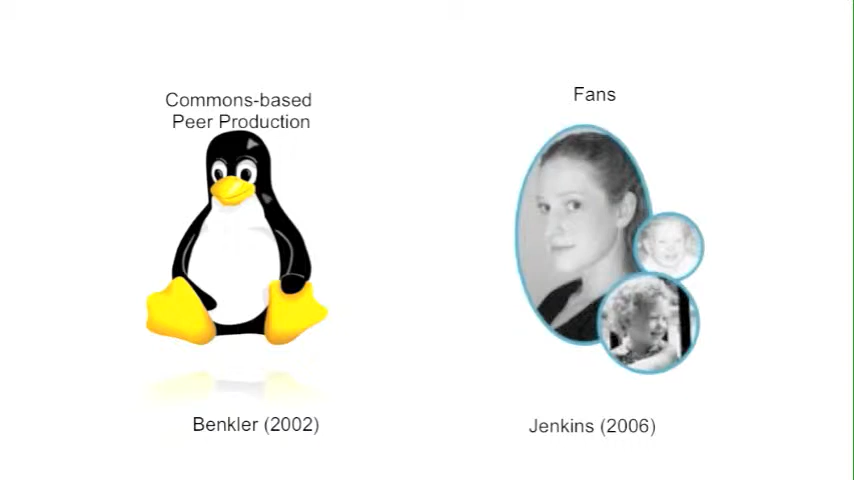 Commons-based
Peer Production
Fans
Benkler (2002)
Jenkins (2006)